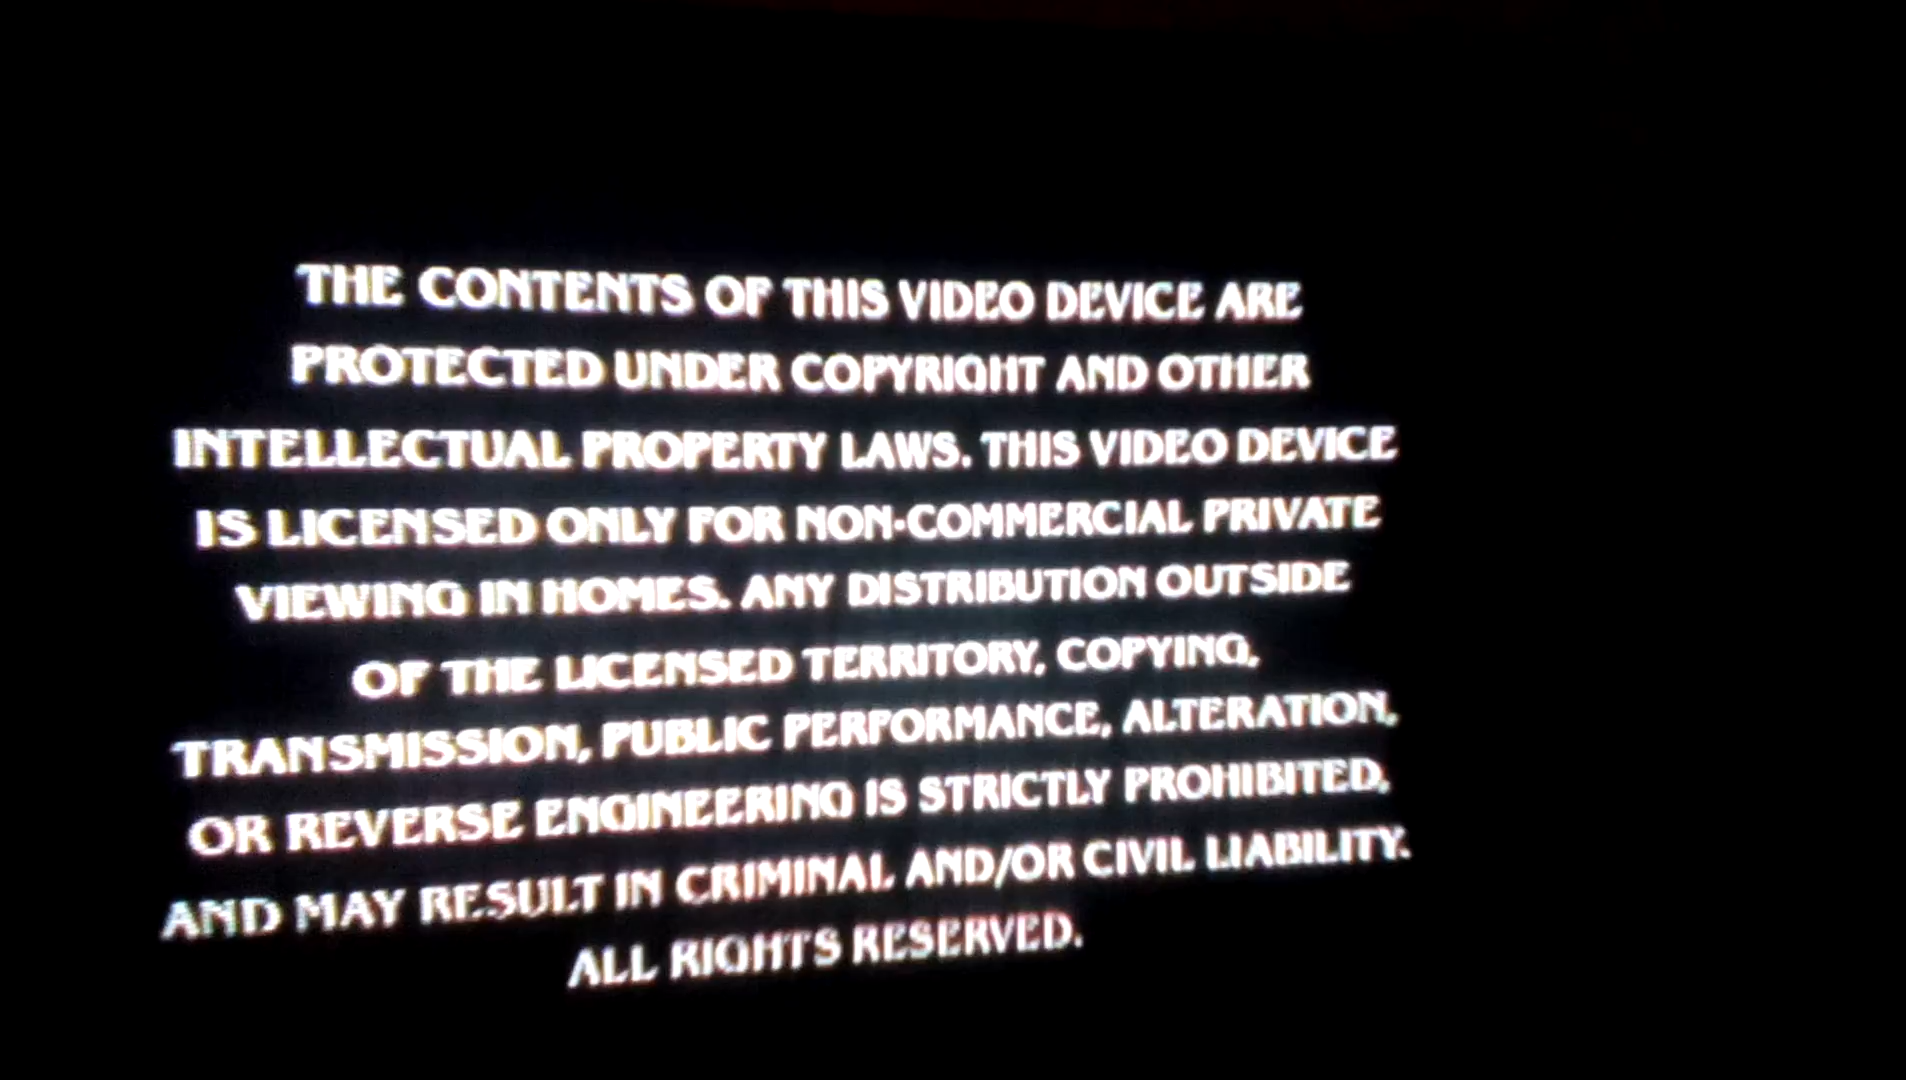 THE CONTENTS OF THIS VIDEO DEVICE ARE
PROTECTED UNDER COPYRIGHT AND OTHER
INTELLECTUAL PROPERTY LAWS. THIS VIDEO DEVICE
IS LICENSED ONLY FOR NON-COMMERCIAL PRIVATE
VIEWING IN HOMES. ANY DISTRIBUTION OUTSIDE
OF THE LICENSED TERRITORY, COPYING,
TRANSMISSION, PUBLIC PERFORMANCE, ALTERATION,
OR REVERSE ENGINEERING IS STRICTLY PROHIBITED,
AND MAY RESULT IN CRIMINAL AND/OR CIVIL LIABILITY.
ALL RIGHTS RESERVED.